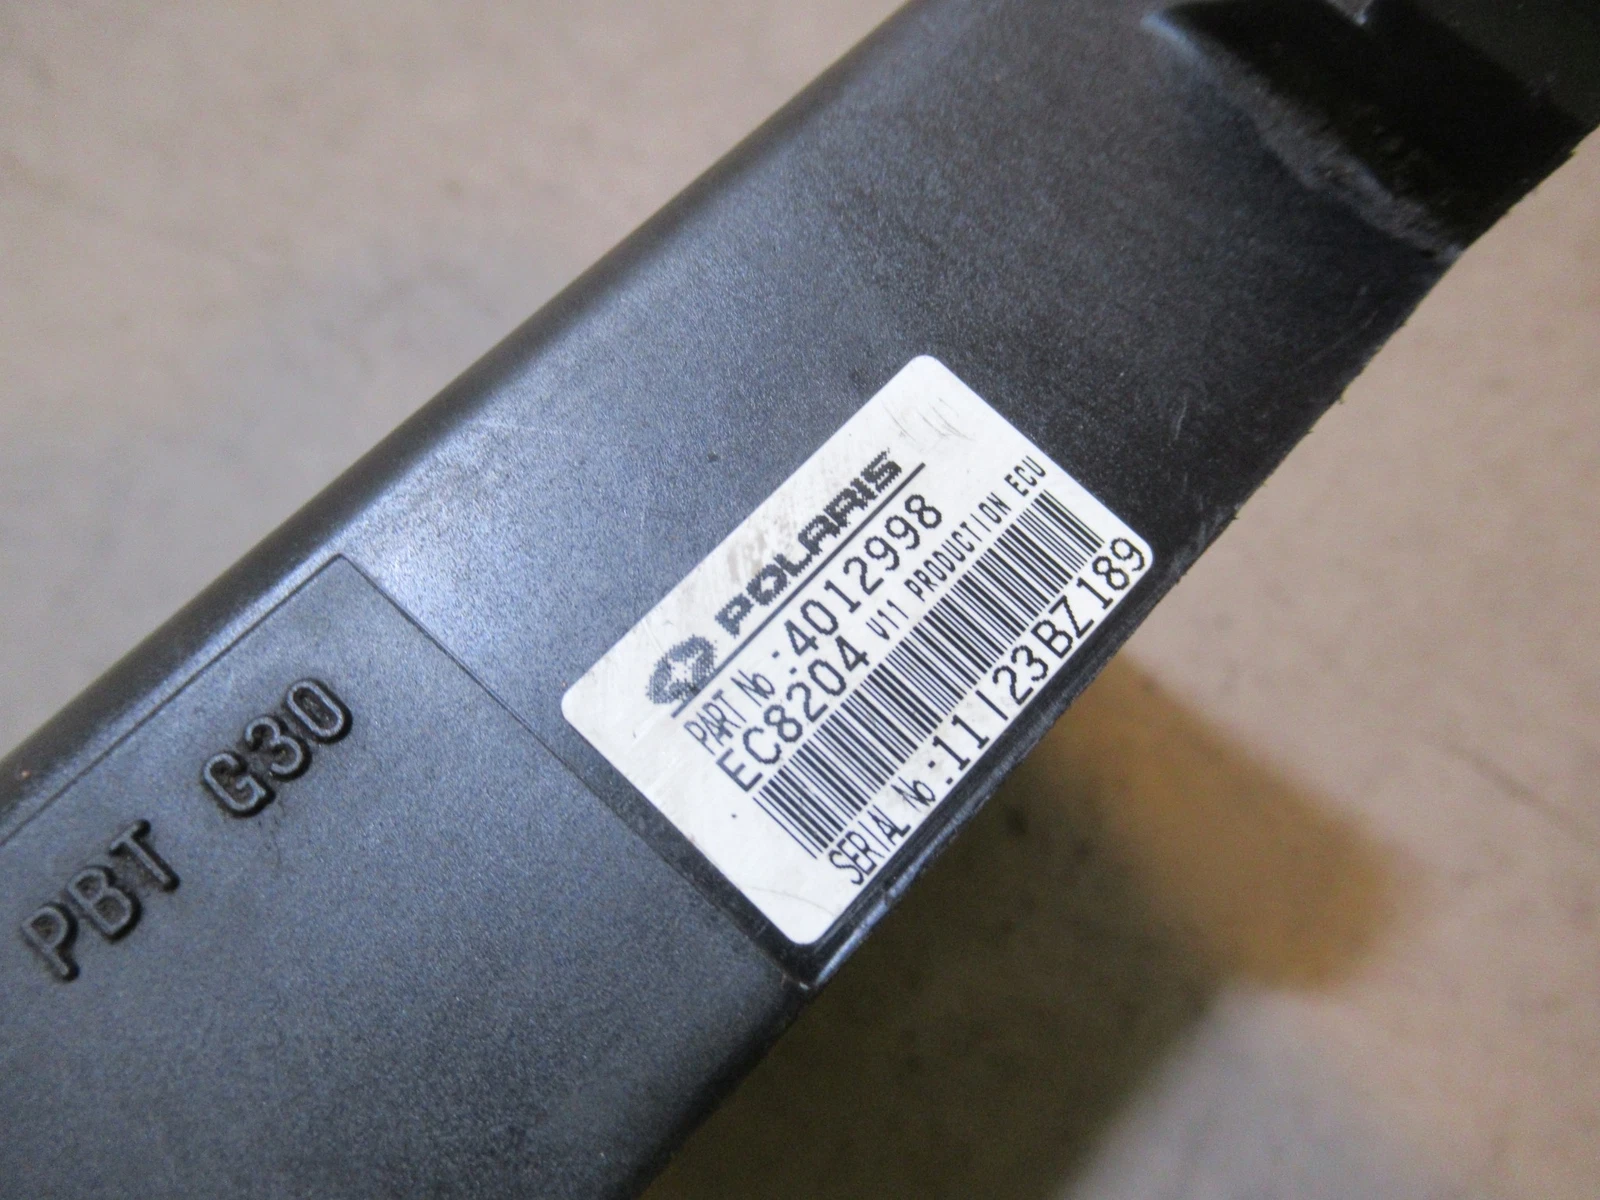 POLARIS
PART No.:4012998
EC8204 V11 PRODUCTION ECU
SERIAL No.:11123BZ189
PBT G30